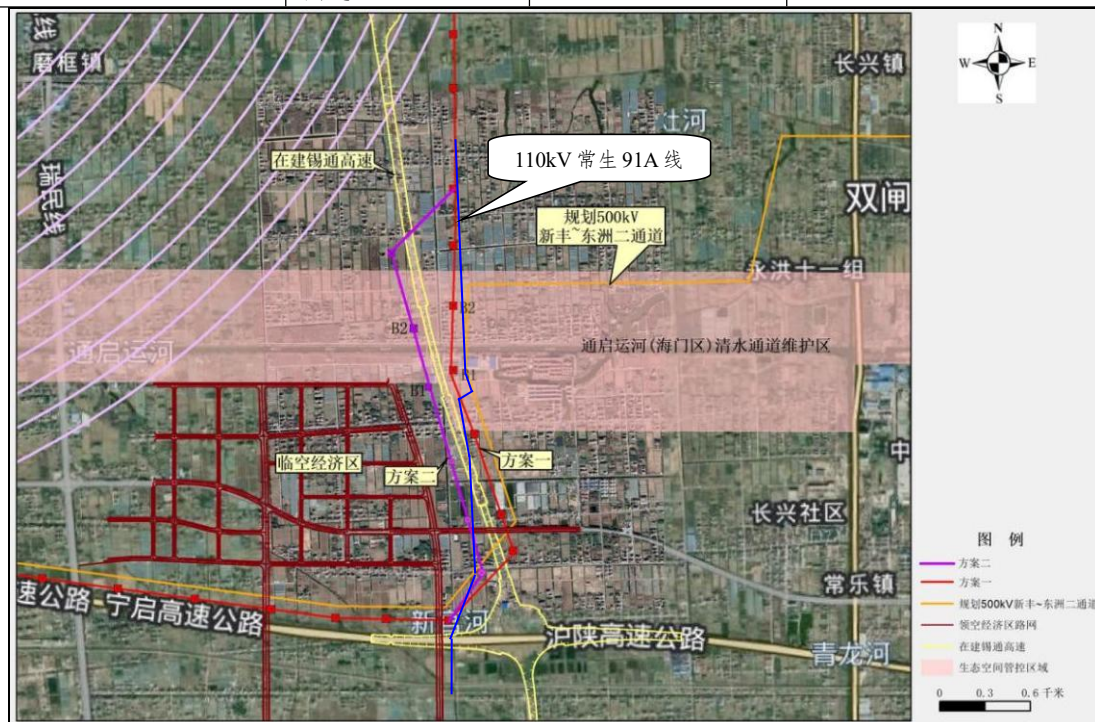 线
磨框镇
长兴镇
灶河
在建锡通高速
110kV 常生 91A 线
瑞民线
双闸
规划500kV
新丰~东洲二通道
永洪十一组
B2
B2
通启运河
通启运河(海门区)清水通道维护区
B1
B1
中
临空经济区
方案二
方案一
长兴社区
常乐镇
速公路
宁启高速公路
沪陕高速公路
青龙河
N
W
E
S
图 例
方案二
方案一
规划500kV新丰~东洲二通道
领空经济区路网
在建锡通高速
生态空间管控区域
0 0.3 0.6 千米